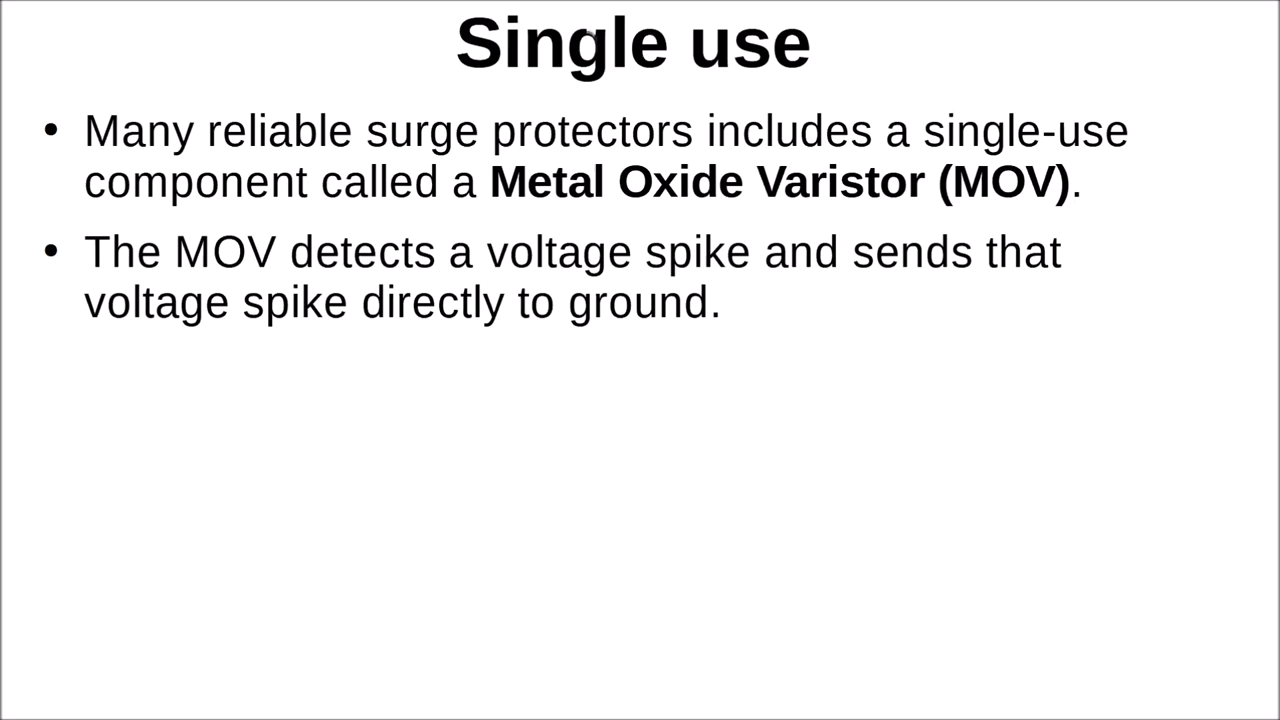 Single use
• Many reliable surge protectors includes a single-use
component called a Metal Oxide Varistor (MOV).
• The MOV detects a voltage spike and sends that
voltage spike directly to ground.